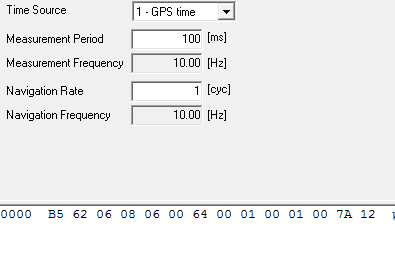 Time Source 1 - GPS time
Measurement Period 100 [ms]
Measurement Frequency 10.00 [Hz]
Navigation Rate 1 [cyc]
Navigation Frequency 10.00 [Hz]
0000 B5 62 06 08 06 00 64 00 01 00 01 00 7A 12